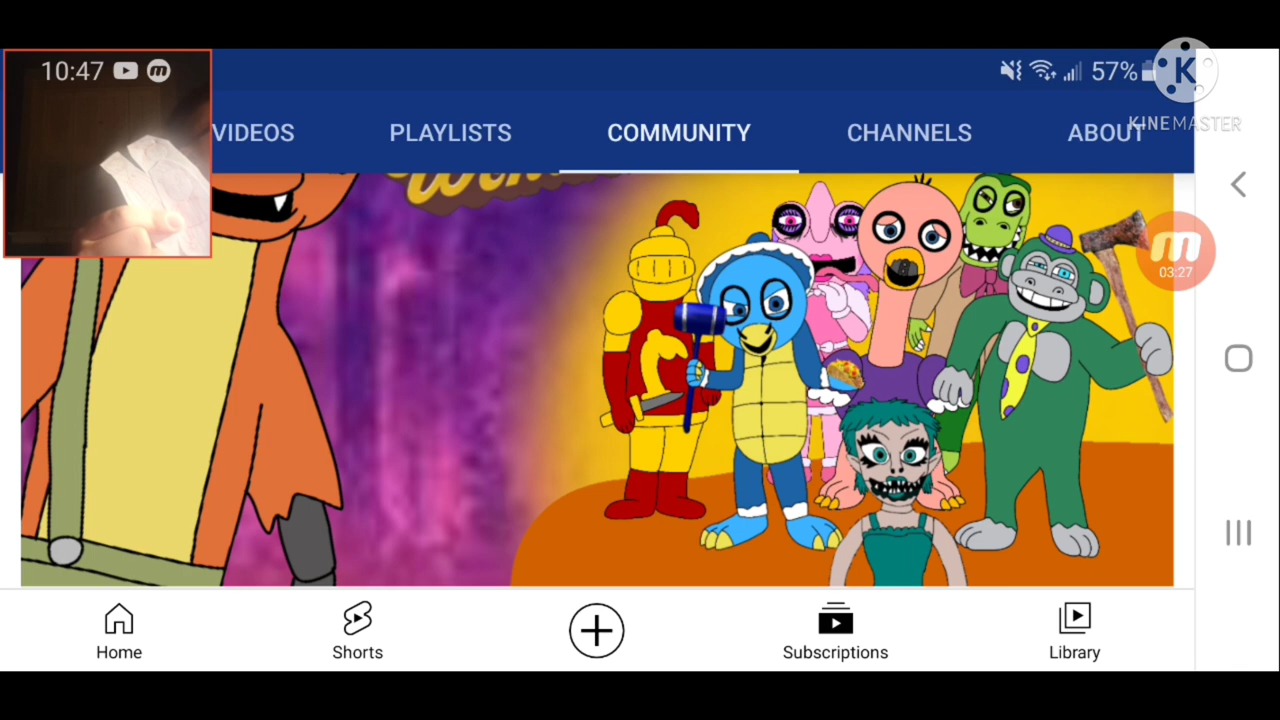 10:47
57%
K
KINEMASTER
VIDEOS
PLAYLISTS
COMMUNITY
CHANNELS
ABOUT
03:27
Home
Shorts
Subscriptions
Library